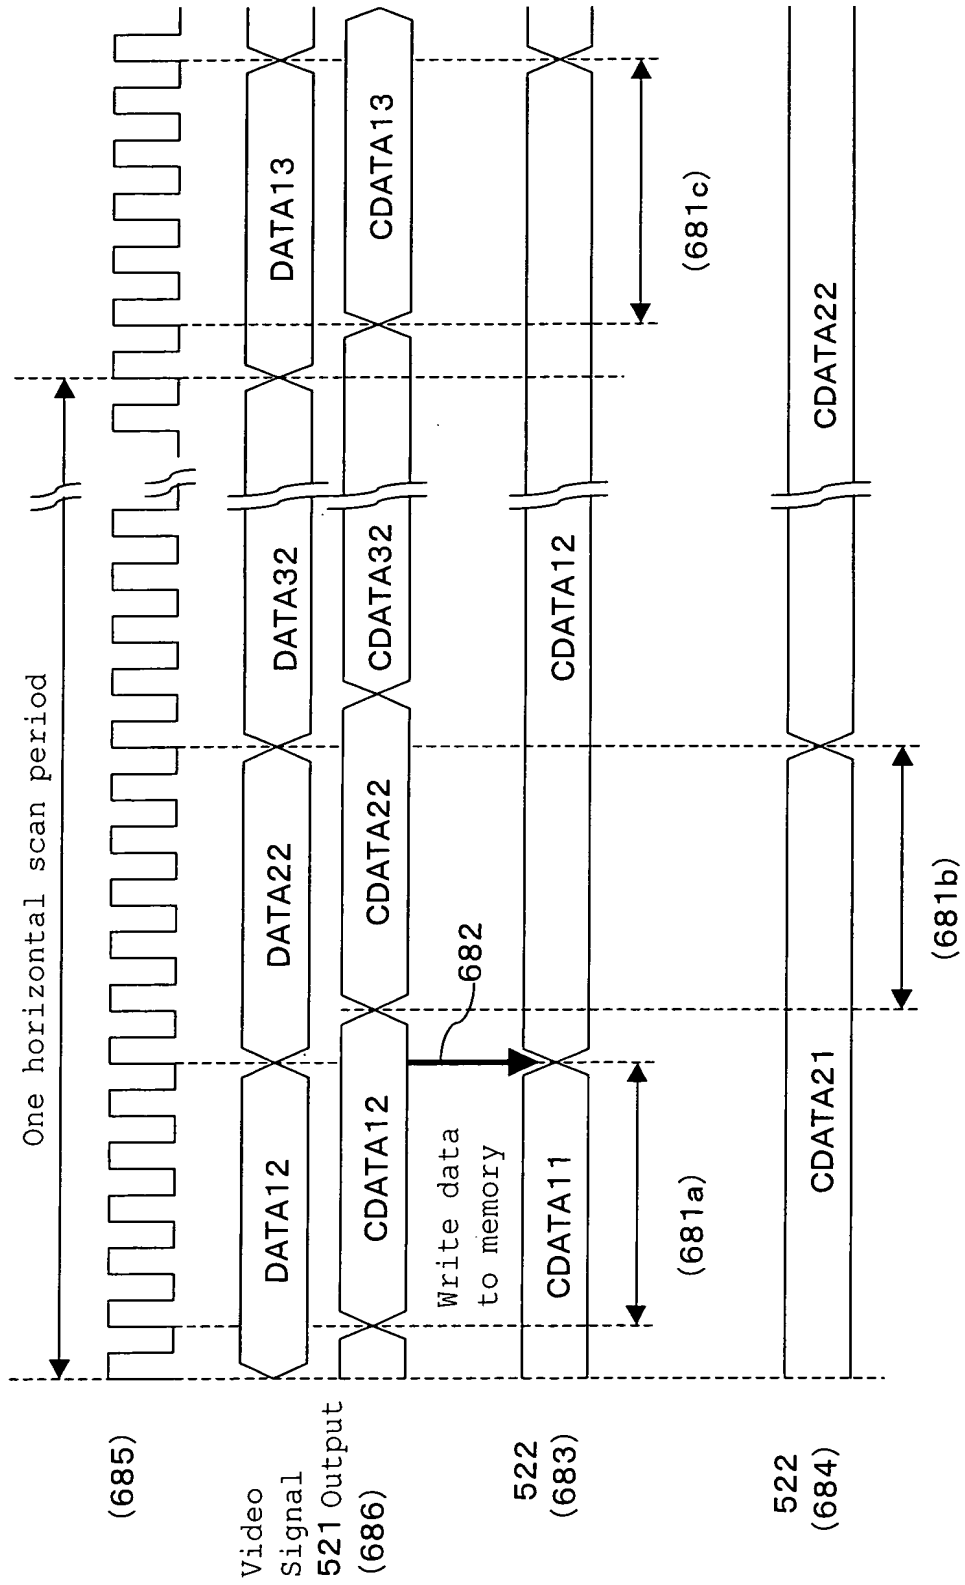 One horizontal scan period
(685)
Video
Signal
DATA12
DATA22
DATA32
DATA13
521 Output
(686)
CDATA12
CDATA22
CDATA32
CDATA13
Write data
to memory
682
522
(683)
CDATA11
CDATA12
(681a)
(681c)
522
(684)
CDATA21
CDATA22
(681b)